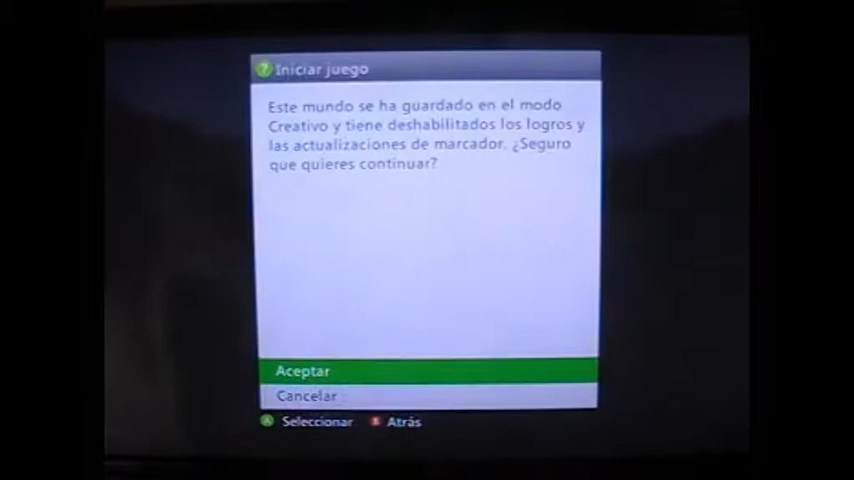 Iniciar juego
Este mundo se ha guardado en el modo
Creativo y tiene deshabilitados los logros y
las actualizaciones de marcador. ¿Seguro
que quieres continuar?
Aceptar
Cancelar
A Seleccionar B Atrás